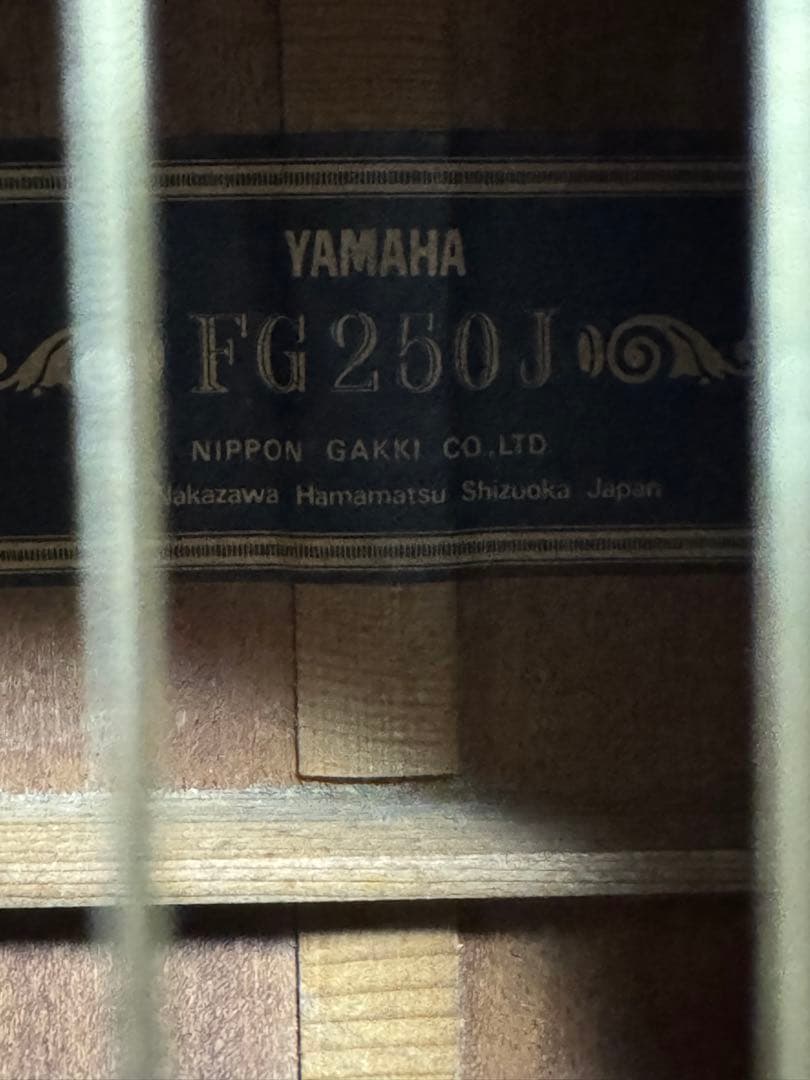 YAMAHA
FG250J
NIPPON GAKKI CO.,LTD
Nakazawa Hamamatsu Shizuoka Japan